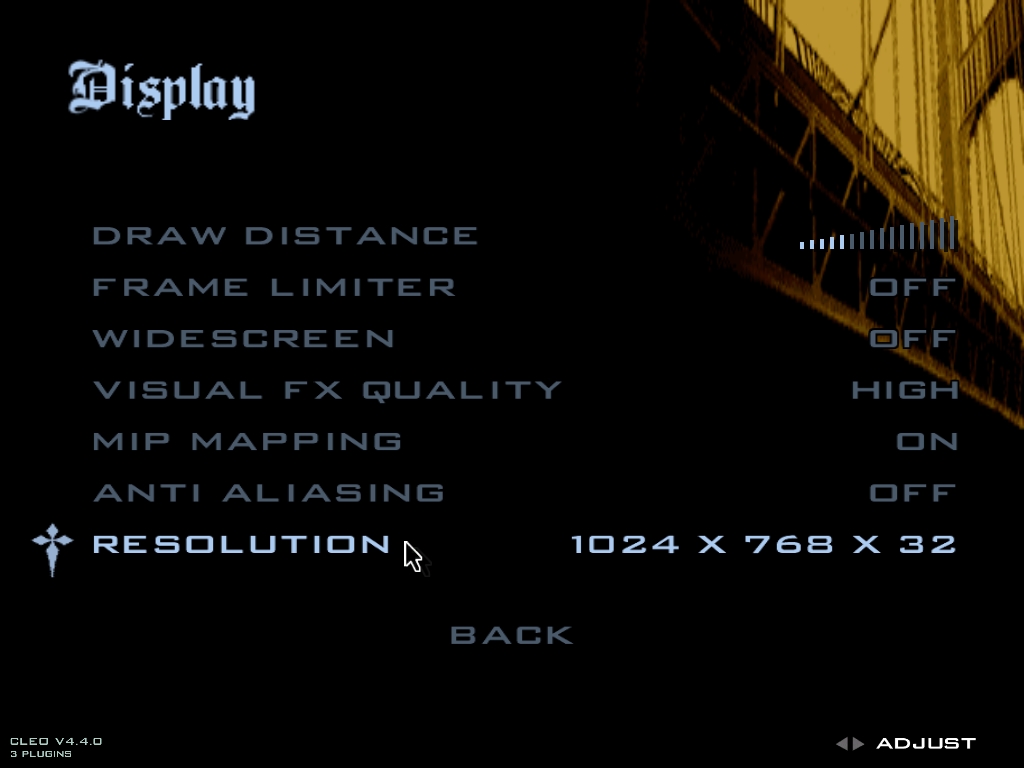 Display
DRAW DISTANCE
FRAME LIMITER OFF
WIDESCREEN OFF
VISUAL FX QUALITY HIGH
MIP MAPPING ON
ANTI ALIASING OFF
RESOLUTION 1024 X 768 X 32
BACK
CLEO V4.4.0
3 PLUGINS
ADJUST